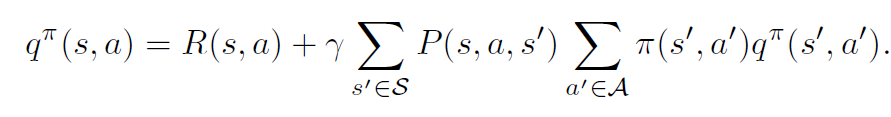 q^π(s, a) = R(s, a) + γ ∑_{s′∈𝒮} P(s, a, s′) ∑_{a′∈𝒜} π(s′, a′)q^π(s′, a′).